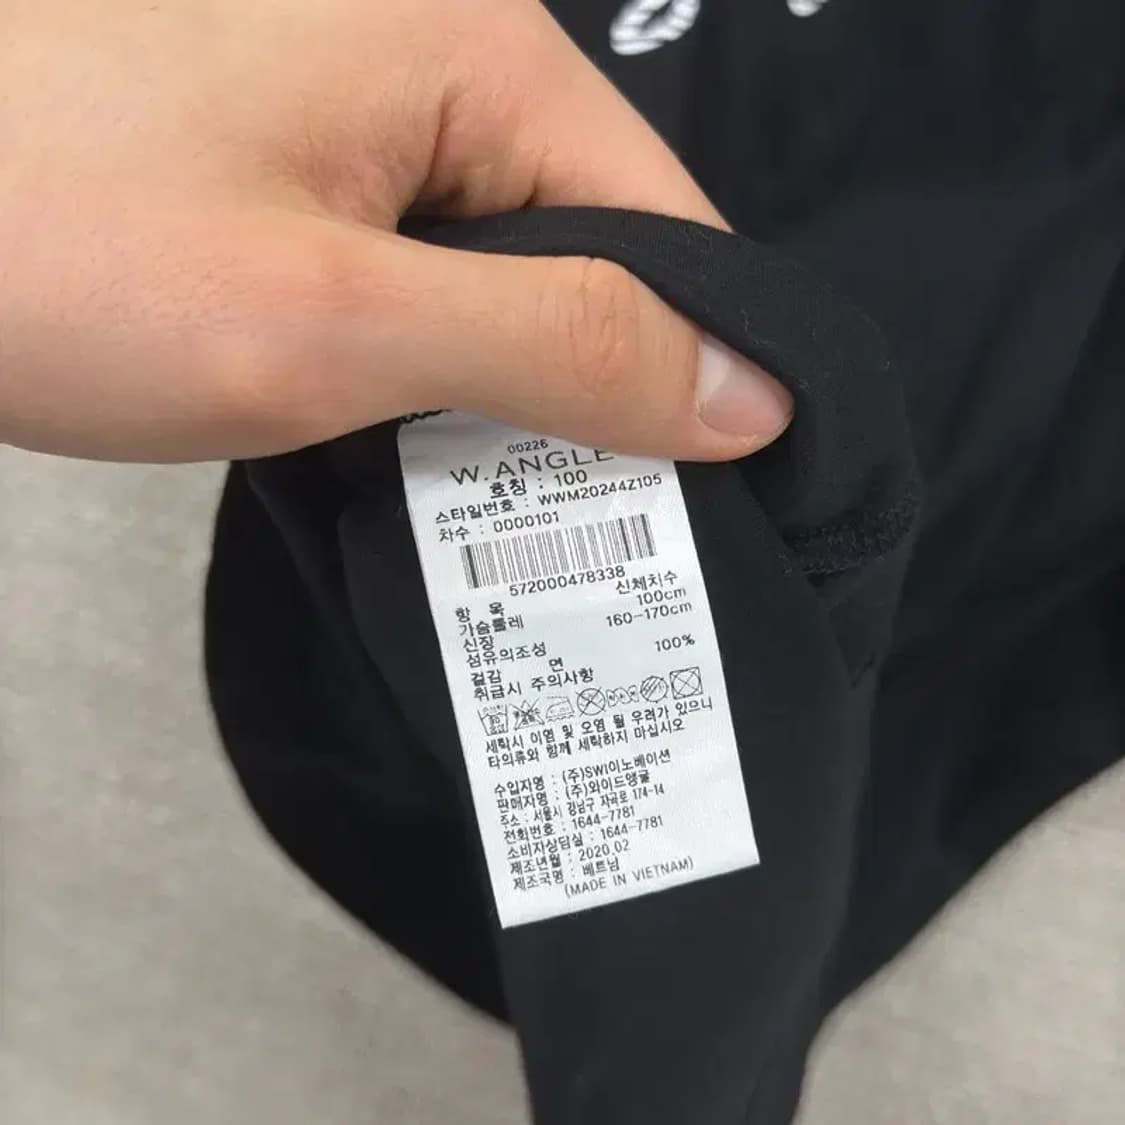 00226
W.ANGLE
호칭 : 100
스타일번호 : WWM20244Z105
차수 : 0000101
572000478338
항 목 신체치수
가슴둘레 100cm
신장 160-170cm
섬유의조성
겉감 면 100%
취급시 주의사항
세탁시 이염 및 오염 될 우려가 있으니
타의류와 함께 세탁하지 마십시오
수입자명 : (주)SWI이노베이션
판매자명 : (주)와이드앵글
주소 : 서울시 강남구 자곡로 174-14
전화번호 : 1644-7781
소비자상담실 : 1644-7781
제조년월 : 2020.02
제조국명 : 베트남
(MADE IN VIETNAM)